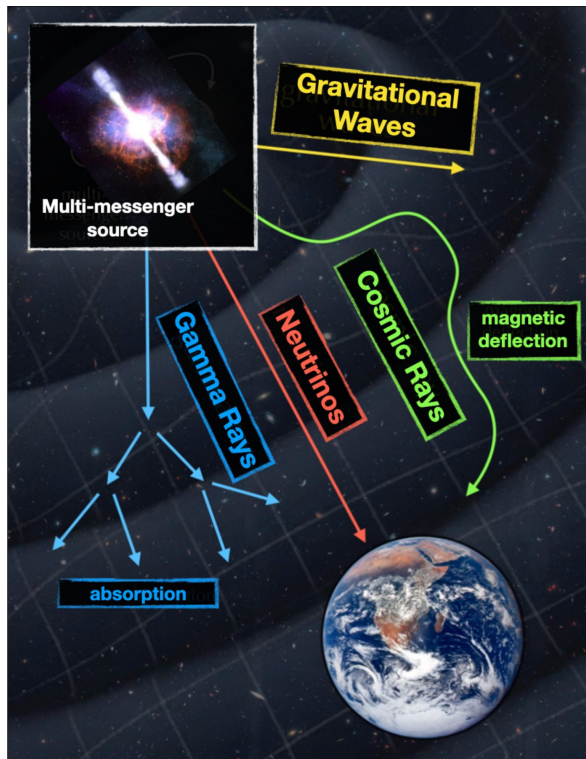 Gravitational
Waves
Multi-messenger
source
Gamma Rays
Neutrinos
Cosmic Rays
magnetic
deflection
absorption